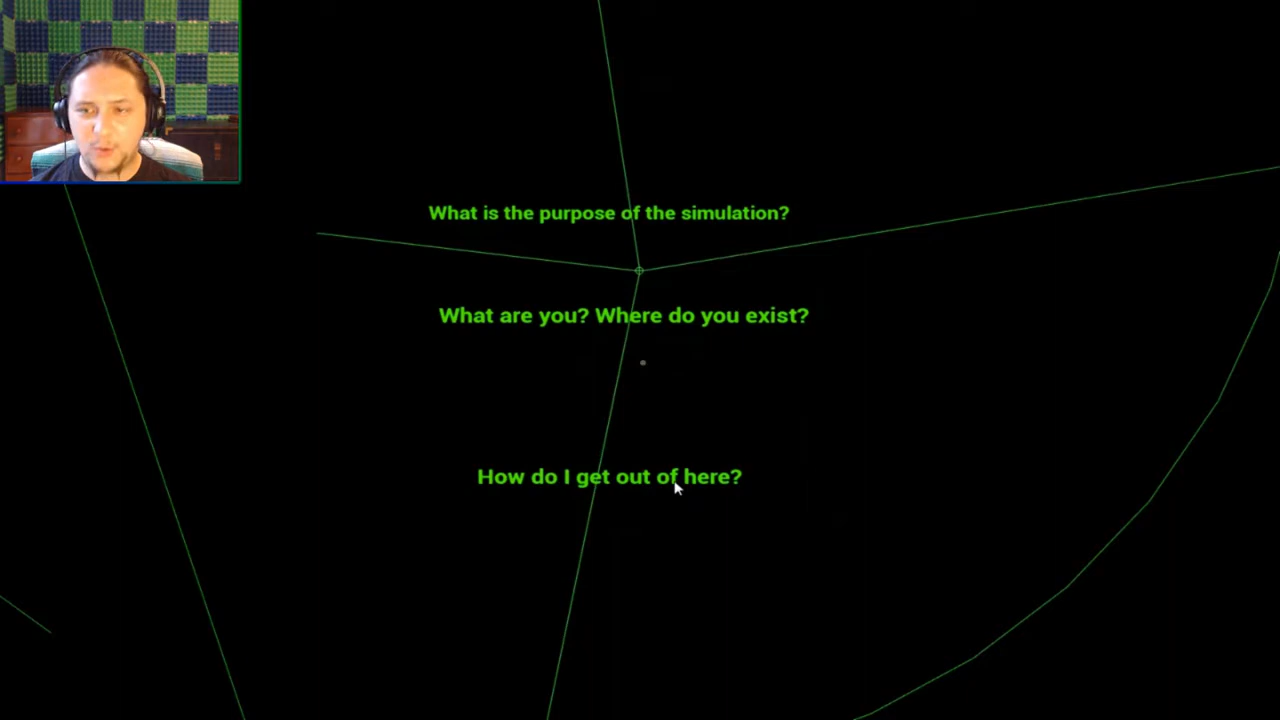 What is the purpose of the simulation?
What are you? Where do you exist?
How do I get out of here?